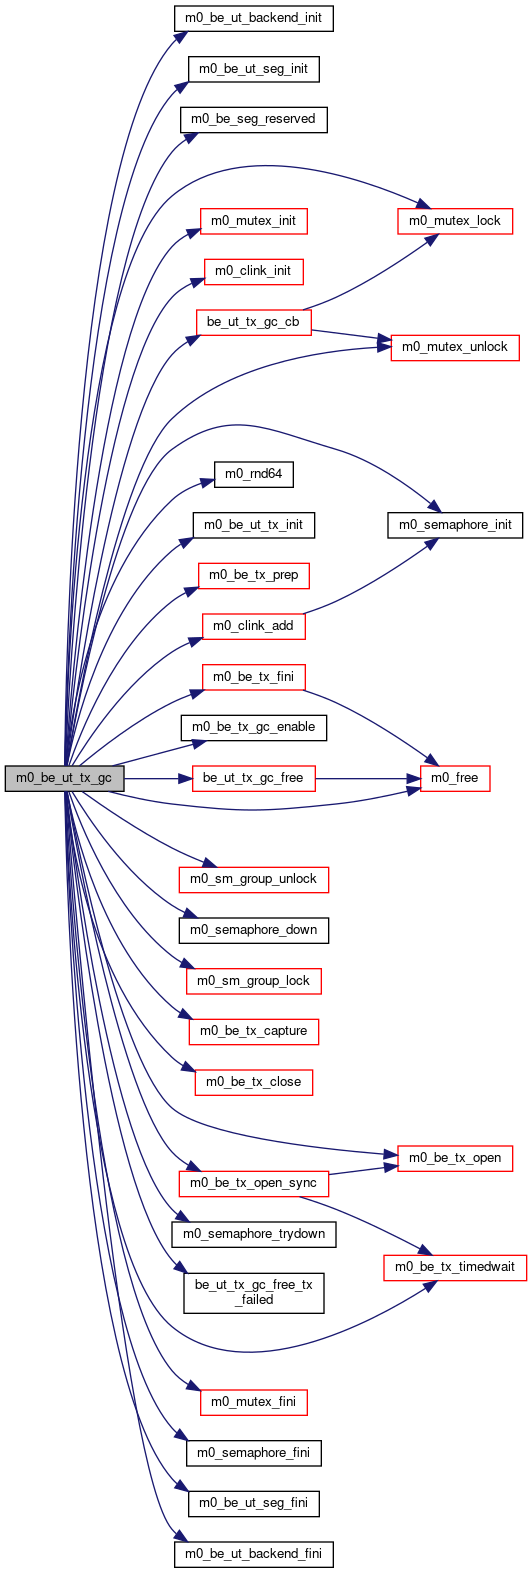 m0_be_ut_backend_init
m0_be_ut_seg_init
m0_be_seg_reserved
m0_mutex_init
m0_mutex_lock
m0_clink_init
be_ut_tx_gc_cb
m0_mutex_unlock
m0_rnd64
m0_be_ut_tx_init
m0_semaphore_init
m0_be_tx_prep
m0_clink_add
m0_be_tx_fini
m0_be_tx_gc_enable
m0_be_ut_tx_gc
be_ut_tx_gc_free
m0_free
m0_sm_group_unlock
m0_semaphore_down
m0_sm_group_lock
m0_be_tx_capture
m0_be_tx_close
m0_be_tx_open
m0_be_tx_open_sync
m0_semaphore_trydown
m0_be_tx_timedwait
be_ut_tx_gc_free_tx
_failed
m0_mutex_fini
m0_semaphore_fini
m0_be_ut_seg_fini
m0_be_ut_backend_fini